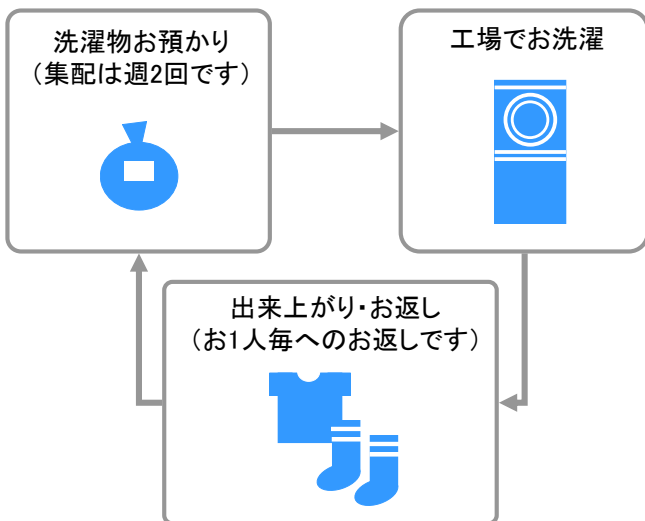 洗濯物お預かり
（集配は週2回です）
工場でお洗濯
出来上がり・お返し
（お1人毎へのお返しです）